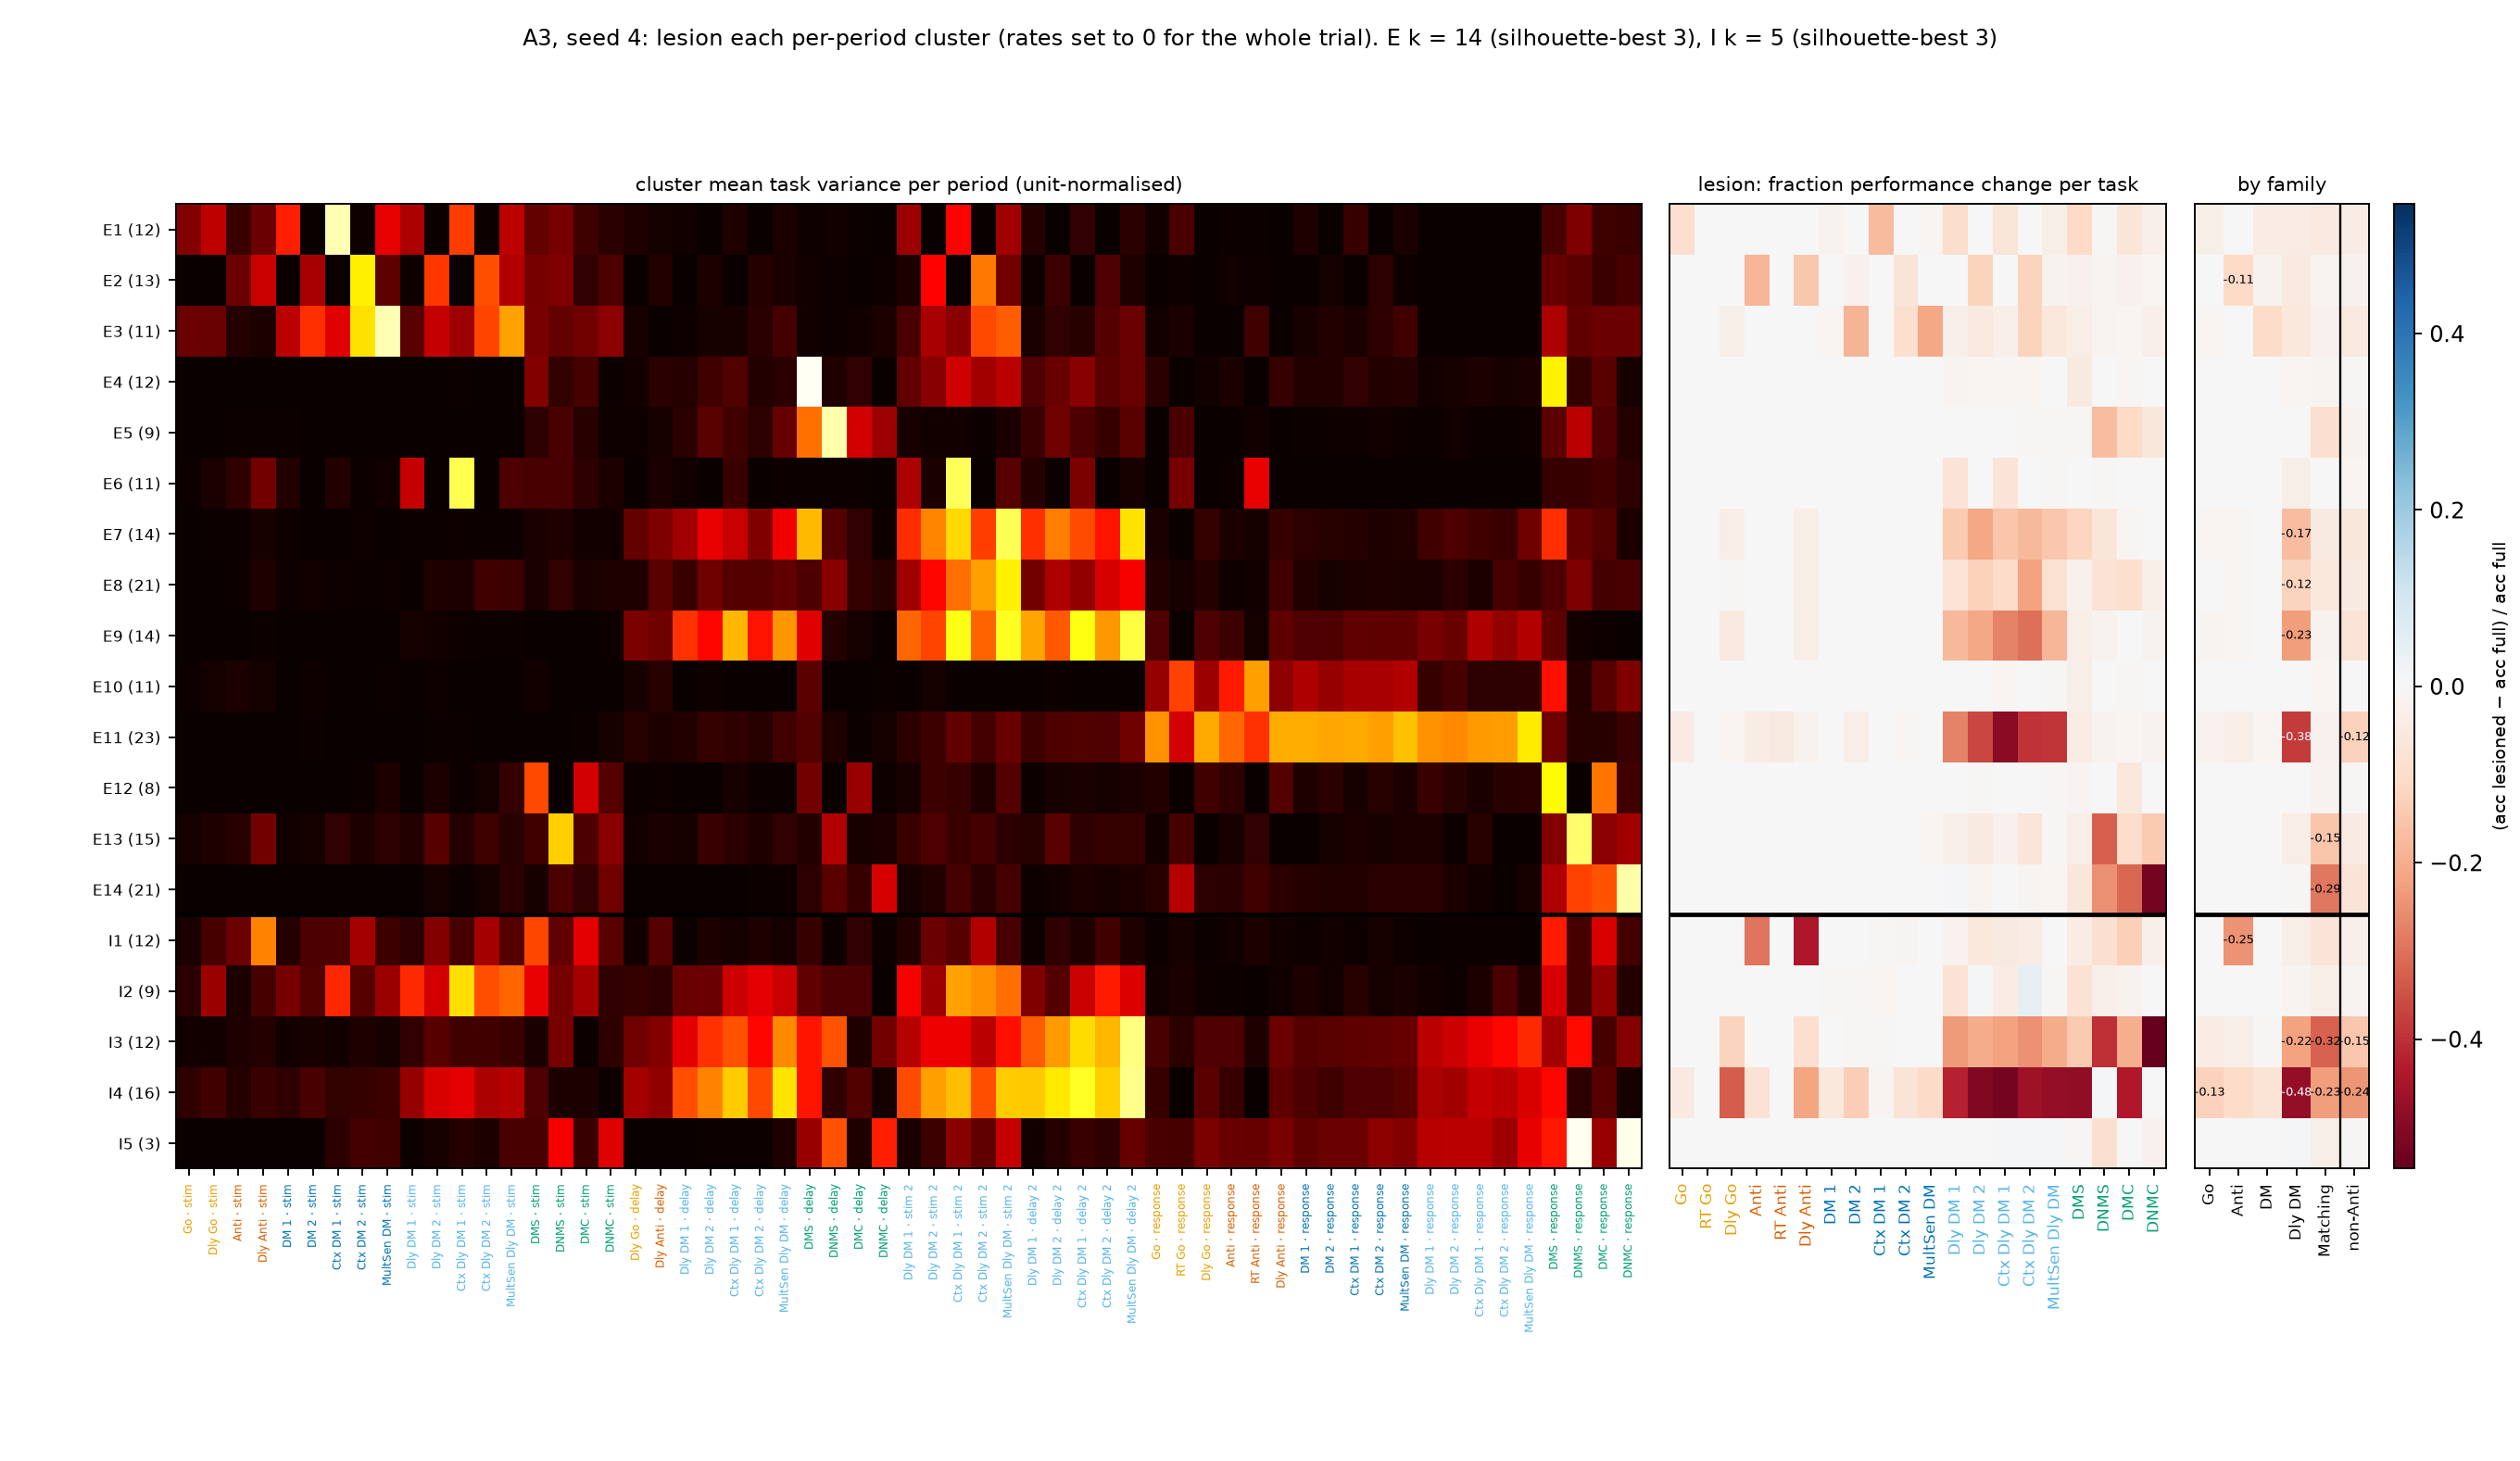 A3, seed 4: lesion each per-period cluster (rates set to 0 for the whole trial). E k = 14 (silhouette-best 3), I k = 5 (silhouette-best 3)
cluster mean task variance per period (unit-normalised)
lesion: fraction performance change per task
by family
E1 (12)
E2 (13)
-0.11
E3 (11)
E4 (12)
E5 (9)
E6 (11)
E7 (14)
-0.17
E8 (21)
-0.12
E9 (14)
-0.23
E10 (11)
E11 (23)
-0.38
-0.12
E12 (8)
E13 (15)
-0.15
E14 (21)
-0.29
I1 (12)
-0.25
I2 (9)
I3 (12)
-0.22
-0.32
-0.15
I4 (16)
-0.13
-0.48
-0.23
-0.24
I5 (3)
0.4
0.2
0.0
−0.2
−0.4
(acc lesioned − acc full) / acc full
Go · stim
Dly Go · stim
Anti · stim
Dly Anti · stim
DM 1 · stim
DM 2 · stim
Ctx DM 1 · stim
Ctx DM 2 · stim
MultSen DM · stim
Dly DM 1 · stim
Dly DM 2 · stim
Ctx Dly DM 1 · stim
Ctx Dly DM 2 · stim
MultSen Dly DM · stim
DMS · stim
DNMS · stim
DMC · stim
DNMC · stim
Dly Go · delay
Dly Anti · delay
Dly DM 1 · delay
Dly DM 2 · delay
Ctx Dly DM 1 · delay
Ctx Dly DM 2 · delay
MultSen Dly DM · delay
DMS · delay
DNMS · delay
DMC · delay
DNMC · delay
Dly DM 1 · stim 2
Dly DM 2 · stim 2
Ctx Dly DM 1 · stim 2
Ctx Dly DM 2 · stim 2
MultSen Dly DM · stim 2
Dly DM 1 · delay 2
Dly DM 2 · delay 2
Ctx Dly DM 1 · delay 2
Ctx Dly DM 2 · delay 2
MultSen Dly DM · delay 2
Go · response
RT Go · response
Dly Go · response
Anti · response
RT Anti · response
Dly Anti · response
DM 1 · response
DM 2 · response
Ctx DM 1 · response
Ctx DM 2 · response
MultSen DM · response
Dly DM 1 · response
Dly DM 2 · response
Ctx Dly DM 1 · response
Ctx Dly DM 2 · response
MultSen Dly DM · response
DMS · response
DNMS · response
DMC · response
DNMC · response
Go
RT Go
Dly Go
Anti
RT Anti
Dly Anti
DM 1
DM 2
Ctx DM 1
Ctx DM 2
MultSen DM
Dly DM 1
Dly DM 2
Ctx Dly DM 1
Ctx Dly DM 2
MultSen Dly DM
DMS
DNMS
DMC
DNMC
Go
Anti
DM
Dly DM
Matching
non-Anti